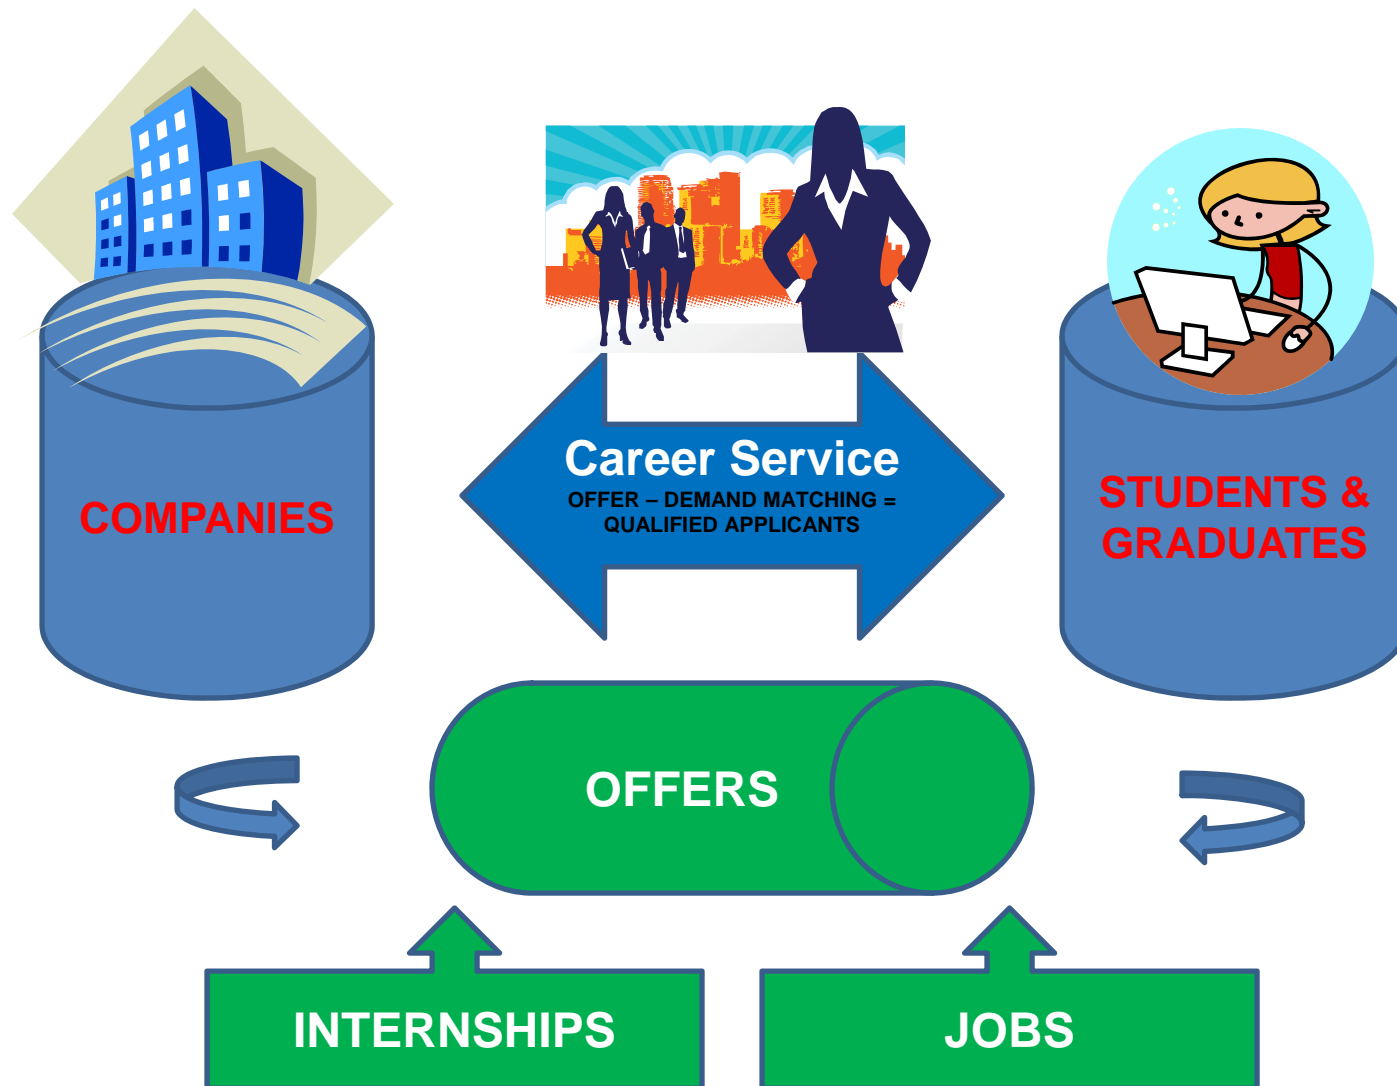 COMPANIES
Career Service
OFFER – DEMAND MATCHING =
QUALIFIED APPLICANTS
STUDENTS &
GRADUATES
OFFERS
INTERNSHIPS
JOBS